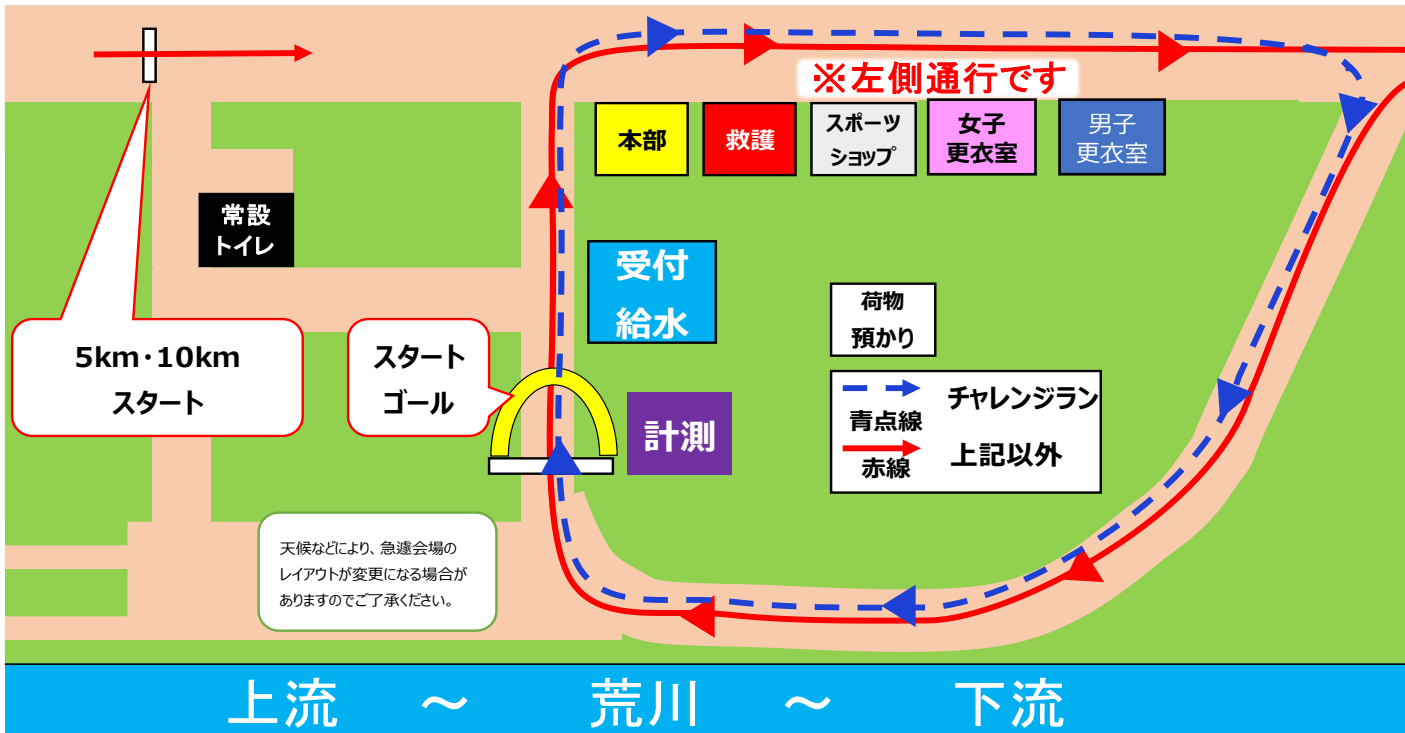 ※左側通行です
本部
救護
スポーツ
ショップ
女子
更衣室
男子
更衣室
常設
トイレ
受付
給水
荷物
預かり
5km・10km
スタート
スタート
ゴール
計測
チャレンジラン
青点線
上記以外
赤線
天候などにより、急遽会場の
レイアウトが変更になる場合が
ありますのでご了承ください。
上流 ～ 荒川 ～ 下流